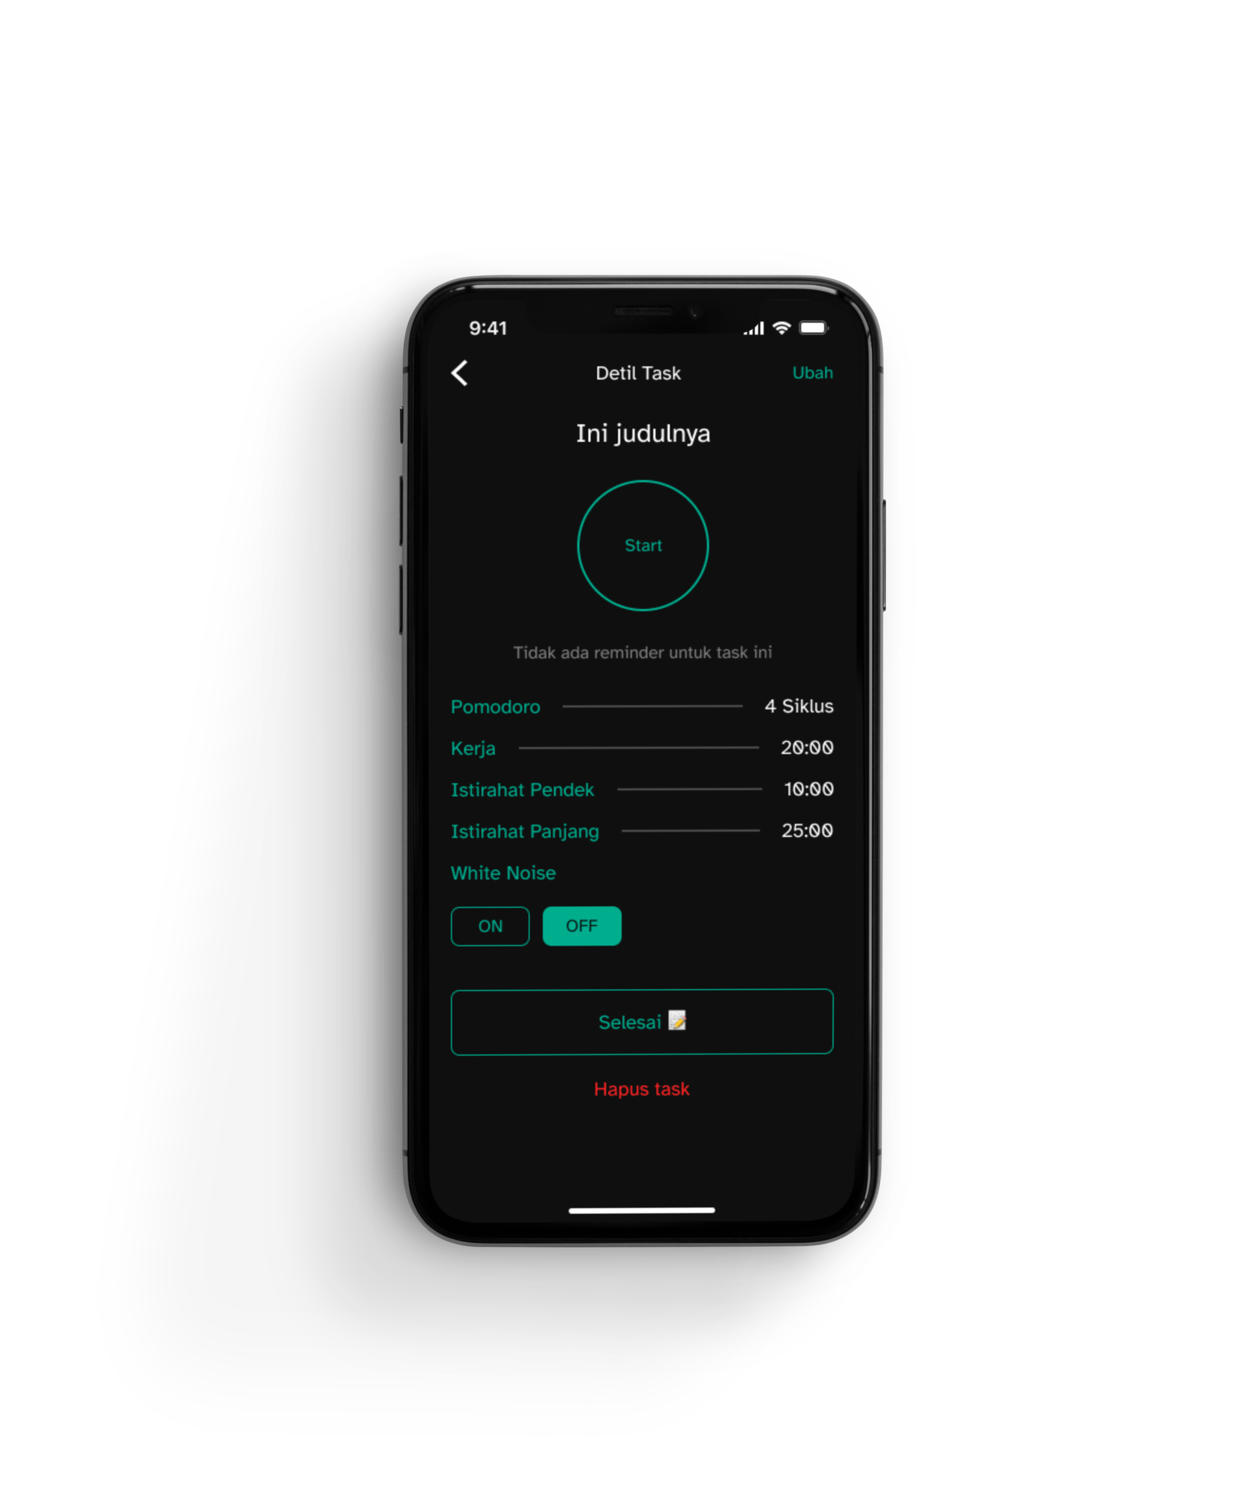 9:41
Detil Task
Ubah
Ini judulnya
Start
Tidak ada reminder untuk task ini
Pomodoro 4 Siklus
Kerja 20:00
Istirahat Pendek 10:00
Istirahat Panjang 25:00
White Noise
ON OFF
Selesai 📝
Hapus task